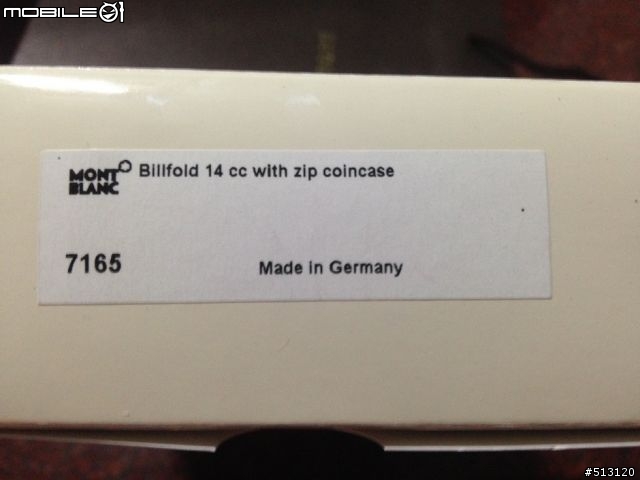 MOBILE01
MONT BLANC
Billfold 14 cc with zip coincase
7165
Made in Germany
#513120